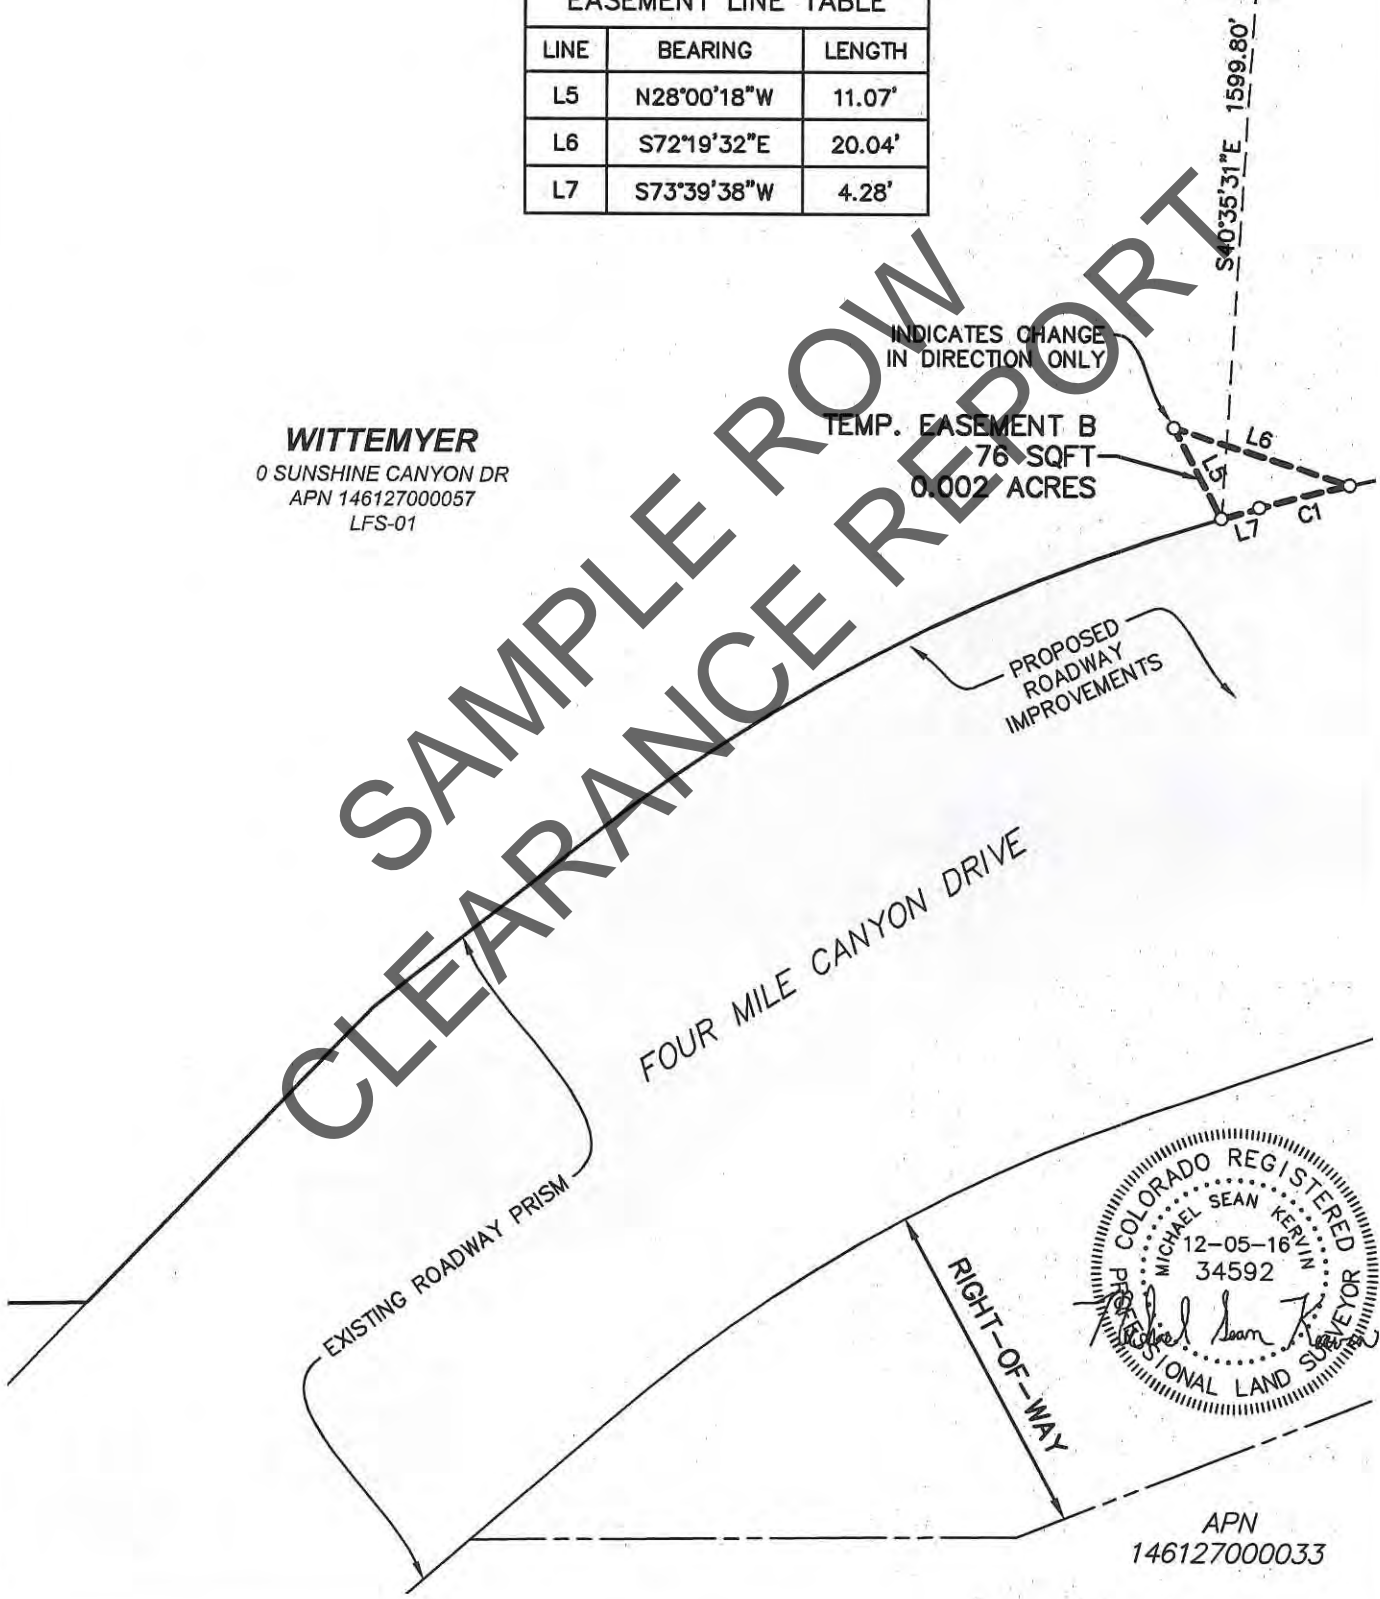 EASEMENT LINE TABLE
LINE BEARING LENGTH
L5 N28°00'18"W 11.07'
L6 S72°19'32"E 20.04'
L7 S73°39'38"W 4.28'
S40°35'31"E 1599.80'
INDICATES CHANGE
IN DIRECTION ONLY
TEMP. EASEMENT B
76 SQFT
0.002 ACRES
L6
L5
L7
C1
WITTEMYER
0 SUNSHINE CANYON DR
APN 146127000057
LFS-01
SAMPLE ROW
CLEARANCE REPORT
PROPOSED
ROADWAY
IMPROVEMENTS
FOUR MILE CANYON DRIVE
EXISTING ROADWAY PRISM
RIGHT-OF-WAY
COLORADO REGISTERED
MICHAEL SEAN KERVIN
12-05-16
34592
Michael Sean Kervin
PROFESSIONAL LAND SURVEYOR
APN
146127000033